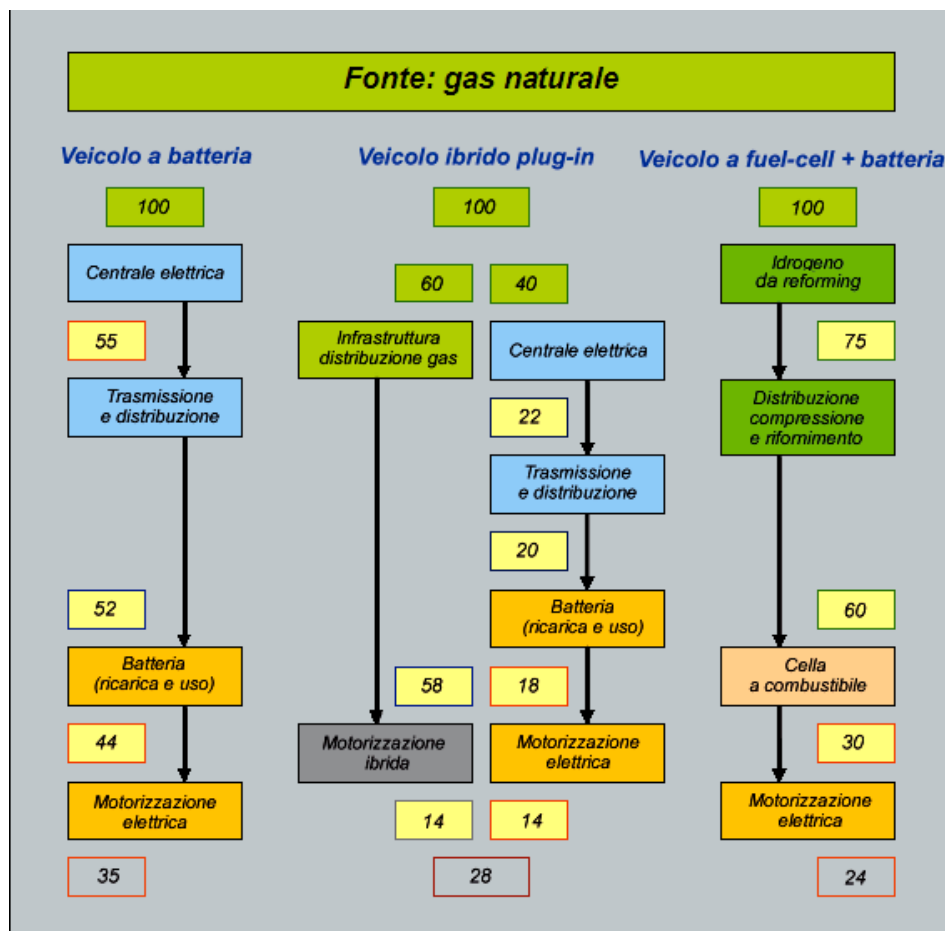 Fonte: gas naturale
Veicolo a batteria
Veicolo ibrido plug-in
Veicolo a fuel-cell + batteria
100
100
100
Centrale elettrica
60
40
Idrogeno
da reforming
55
Infrastruttura
distribuzione gas
Centrale elettrica
75
Trasmissione
e distribuzione
22
Distribuzione
compressione
e rifornimento
Trasmissione
e distribuzione
20
52
Batteria
(ricarica e uso)
60
Batteria
(ricarica e uso)
58
18
Cella
a combustibile
44
Motorizzazione
ibrida
Motorizzazione
elettrica
30
Motorizzazione
elettrica
14
14
Motorizzazione
elettrica
35
28
24